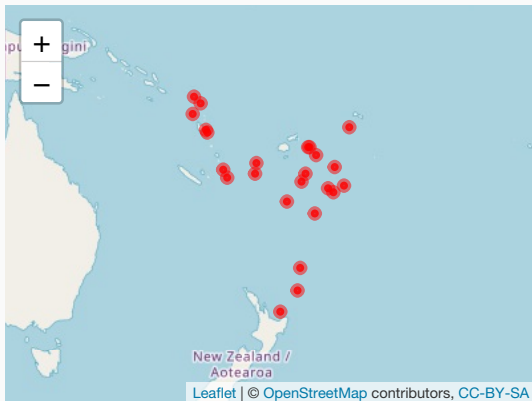 +
−
New Zealand /
Aotearoa
Leaflet | © OpenStreetMap contributors, CC-BY-SA